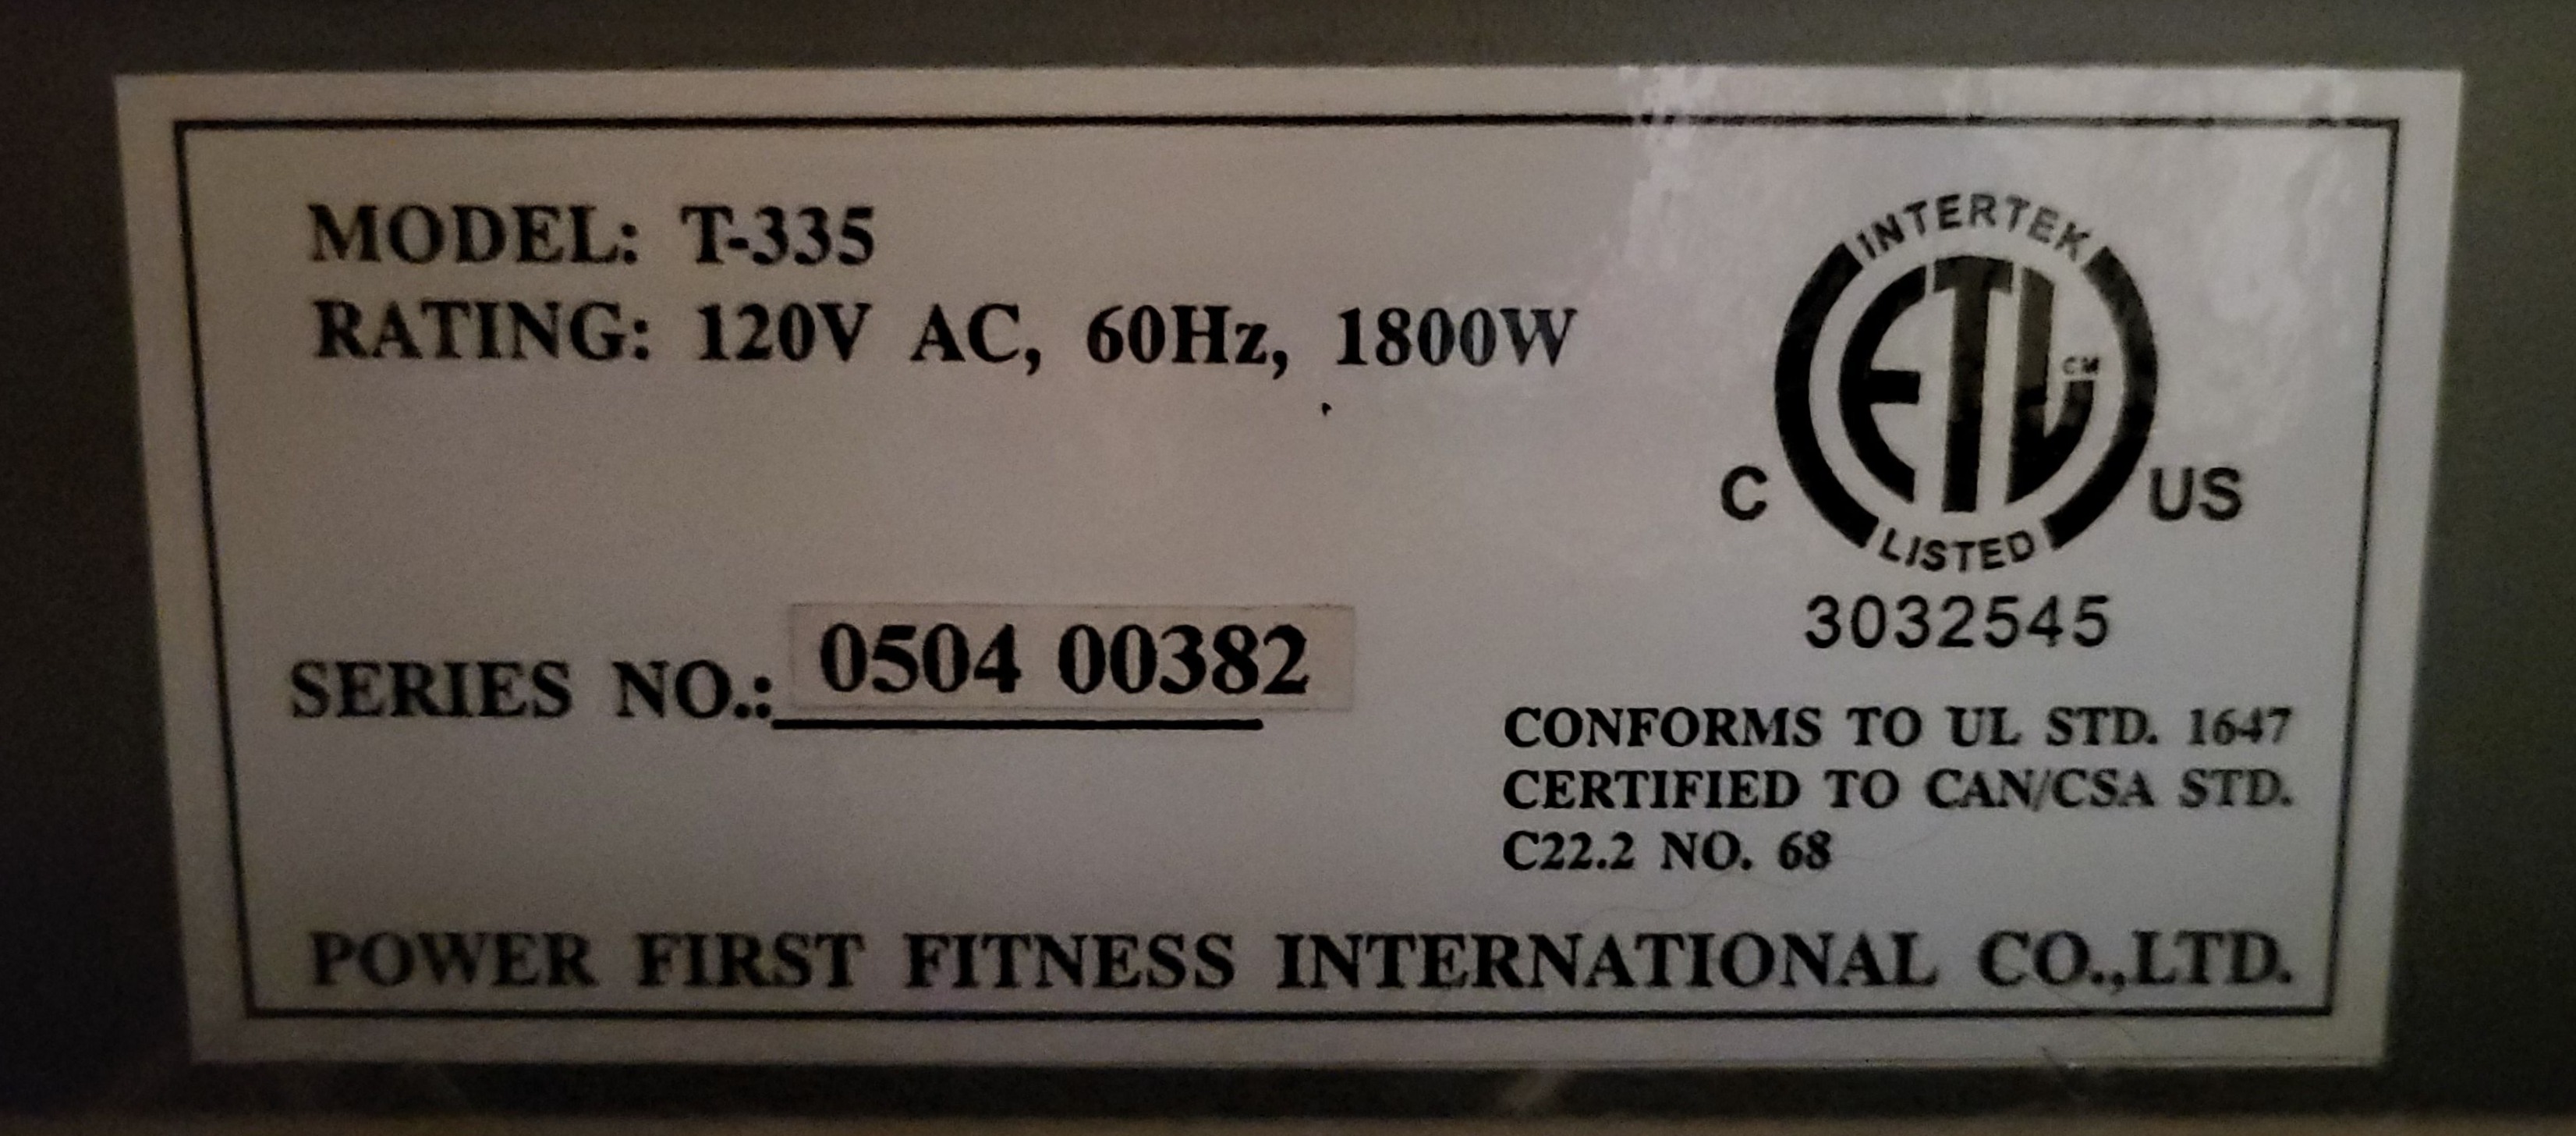 MODEL: T-335
RATING: 120V AC, 60Hz, 1800W
INTERTEK
ETL CM
C US
LISTED
3032545
SERIES NO.: 0504 00382
CONFORMS TO UL STD. 1647
CERTIFIED TO CAN/CSA STD.
C22.2 NO. 68
POWER FIRST FITNESS INTERNATIONAL CO.,LTD.